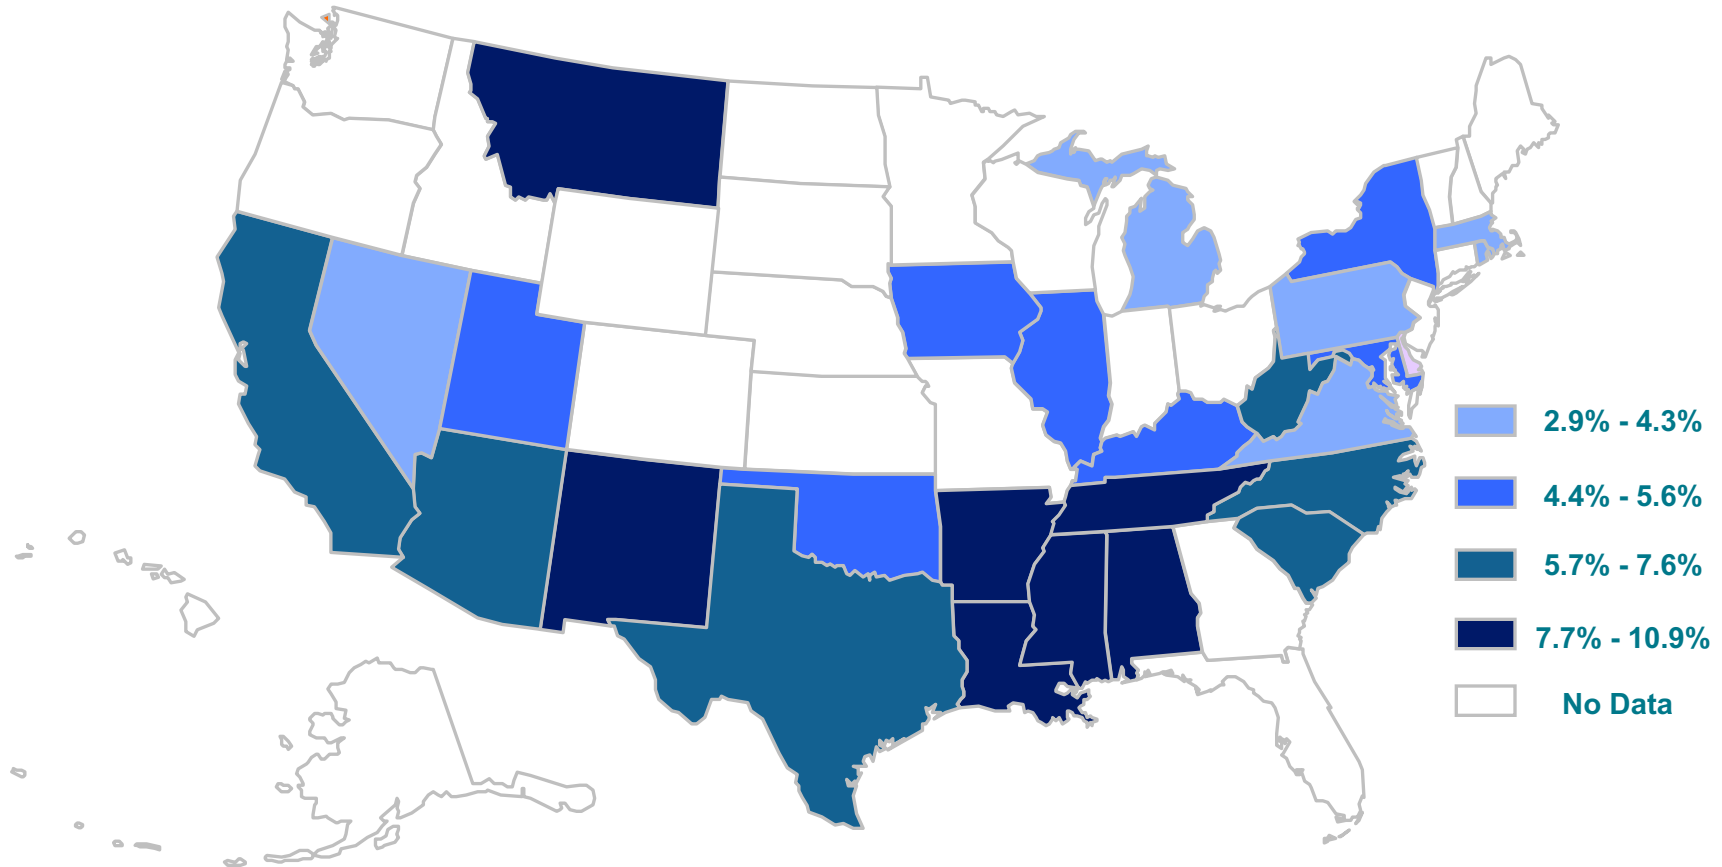 2.9% - 4.3%
4.4% - 5.6%
5.7% - 7.6%
7.7% - 10.9%
No Data